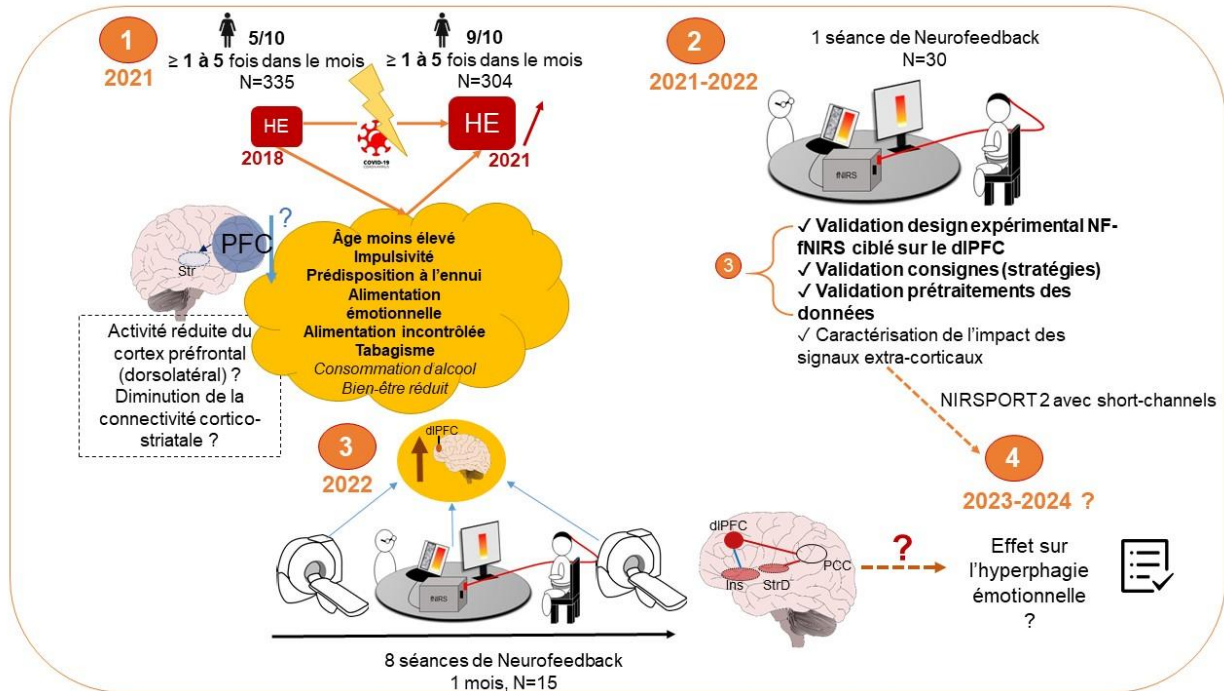 1
2021
5/10
≥ 1 à 5 fois dans le mois
N=335
9/10
≥ 1 à 5 fois dans le mois
N=304
HE
2018
COVID-19
CORONAVIRUS
HE
2021
PFC
?
Str
Activité réduite du
cortex préfrontal
(dorsolatéral) ?
Diminution de la
connectivité cortico-
striatale ?
Âge moins élevé
Impulsivité
Prédisposition à l'ennui
Alimentation
émotionnelle
Alimentation incontrôlée
Tabagisme
Consommation d'alcool
Bien-être réduit
2
2021-2022
1 séance de Neurofeedback
N=30
fNIRS
3
✓ Validation design expérimental NF-
fNIRS ciblé sur le dlPFC
✓ Validation consignes (stratégies)
✓ Validation prétraitements des
données
✓ Caractérisation de l'impact des
signaux extra-corticaux
NIRSPORT 2 avec short-channels
3
2022
dlPFC
fNIRS
8 séances de Neurofeedback
1 mois, N=15
4
2023-2024 ?
dlPFC
PCC
Ins
StrD
?
Effet sur
l'hyperphagie
émotionnelle
?